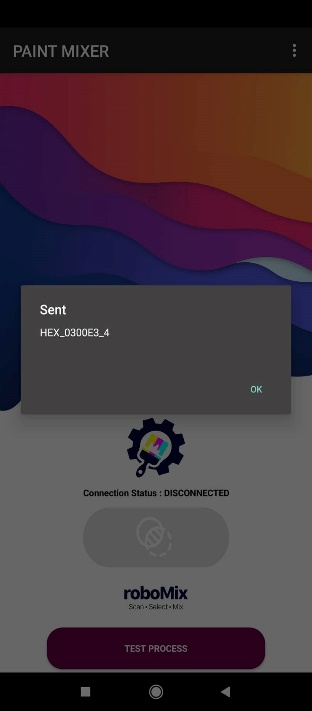 PAINT MIXER
Sent
HEX_0300E3_4
OK
Connection Status : DISCONNECTED
roboMix
Scan • Select • Mix
TEST PROCESS